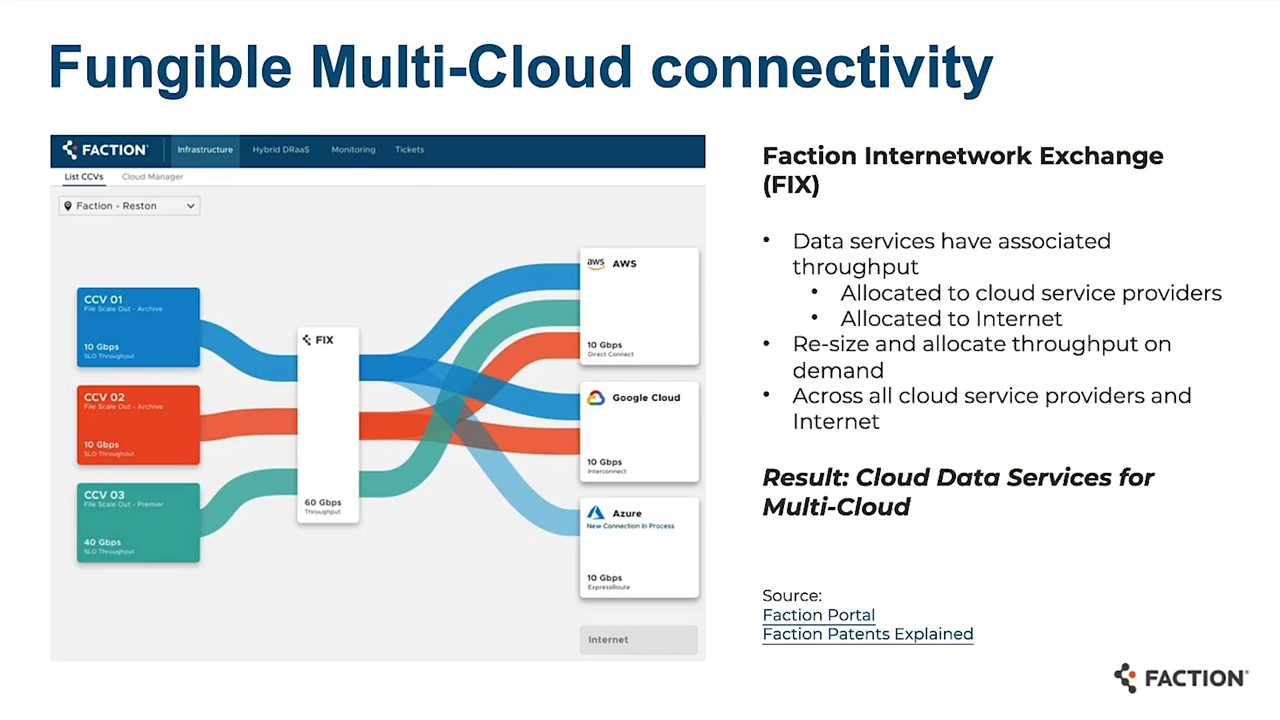 Fungible Multi-Cloud connectivity
FACTION
Infrastructure
Hybrid DRaaS
Monitoring
Tickets
List CCVs
Cloud Manager
Faction - Reston
CCV 01
File Scale Out - Archive
10 Gbps
SLO Throughput
CCV 02
File Scale Out - Archive
10 Gbps
SLO Throughput
CCV 03
File Scale Out - Premier
40 Gbps
SLO Throughput
FIX
60 Gbps
Throughput
aws AWS
10 Gbps
Direct Connect
Google Cloud
10 Gbps
Interconnect
Azure
New Connection In Process
10 Gbps
ExpressRoute
Internet
Faction Internetwork Exchange
(FIX)
• Data services have associated
throughput
• Allocated to cloud service providers
• Allocated to Internet
• Re-size and allocate throughput on
demand
• Across all cloud service providers and
Internet
Result: Cloud Data Services for
Multi-Cloud
Source:
Faction Portal
Faction Patents Explained
FACTION